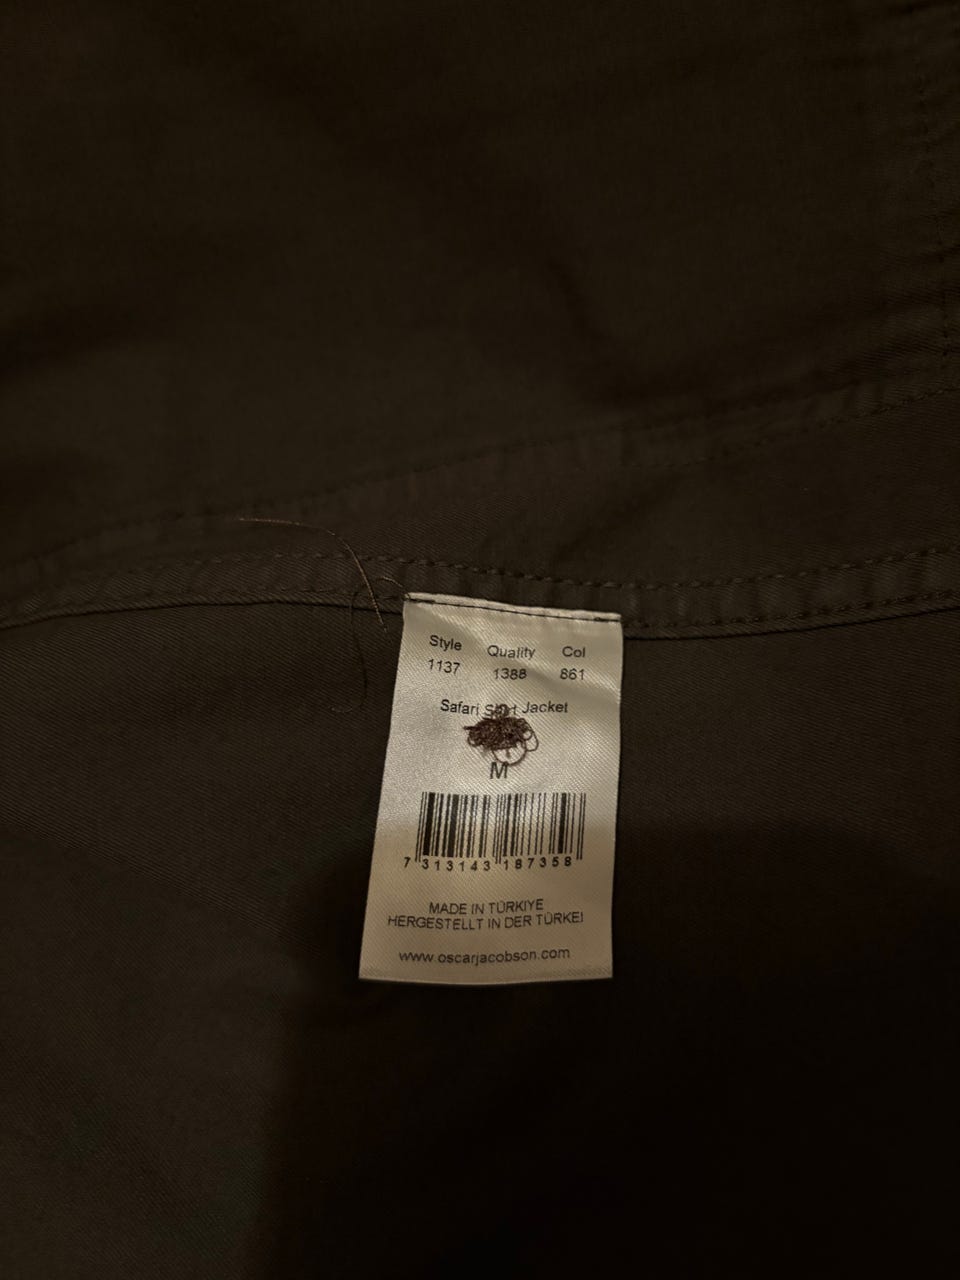 Style Quality Col
1137 1388 861
Safari Shirt Jacket
M
7 313143 187358
MADE IN TÜRKIYE
HERGESTELLT IN DER TÜRKEI
www.oscarjacobson.com